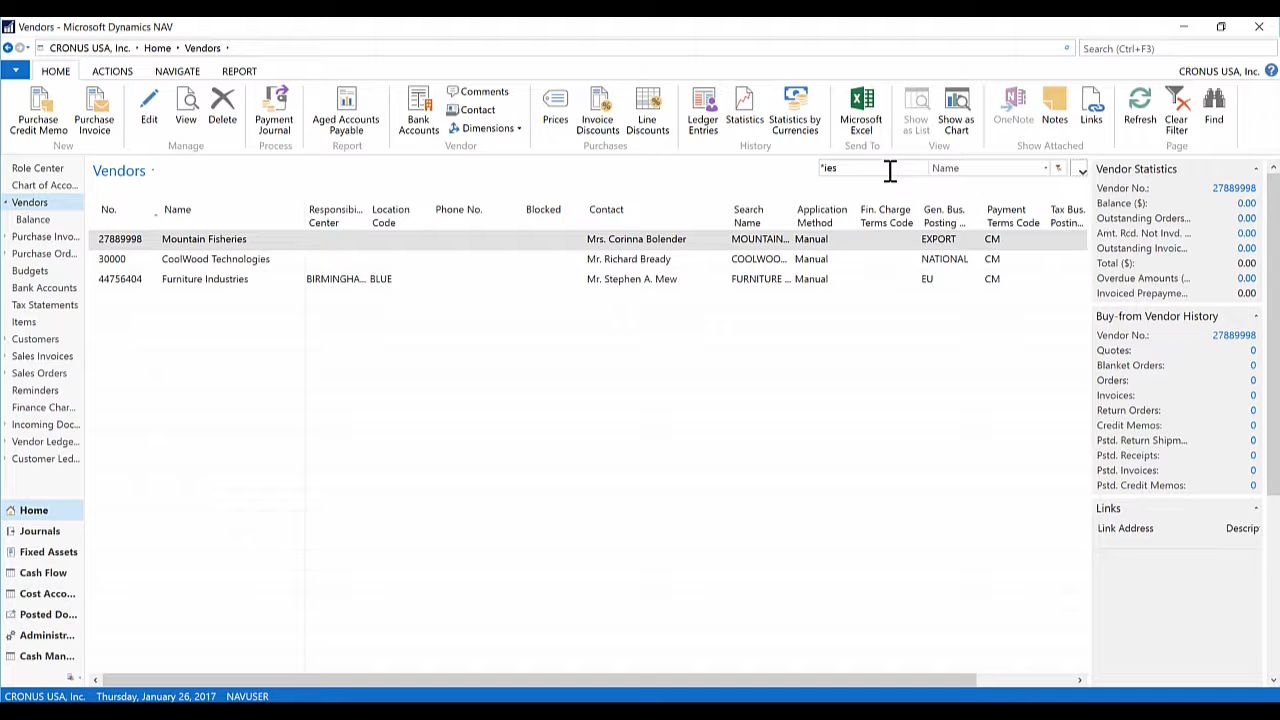 Vendors - Microsoft Dynamics NAV
CRONUS USA, Inc. Home Vendors Search (Ctrl+F3)
HOME ACTIONS NAVIGATE REPORT CRONUS USA, Inc.
Purchase Credit Memo
Purchase Invoice
New
Edit
View
Delete
Manage
Payment Journal
Process
Aged Accounts Payable
Report
Bank Accounts
Comments
Contact
Dimensions
Vendor
Prices
Invoice Discounts
Line Discounts
Purchases
Ledger Entries
Statistics
Statistics by Currencies
History
Microsoft Excel
Send To
Show as List
Show as Chart
View
OneNote
Notes
Links
Show Attached
Refresh
Clear Filter
Find
Page
Role Center
Chart of Acco...
Vendors
Balance
Purchase Invo...
Purchase Ord...
Budgets
Bank Accounts
Tax Statements
Items
Customers
Sales Invoices
Sales Orders
Reminders
Finance Char...
Incoming Doc...
Vendor Ledge...
Customer Led...
Home
Journals
Fixed Assets
Cash Flow
Cost Acco...
Posted Do...
Administr...
Cash Man...
Vendors
*ies Name
No. Name Responsibi... Center Location Code Phone No. Blocked Contact Search Name Application Method Fin. Charge Terms Code Gen. Bus. Posting ... Payment Terms Code Tax Bus. Postin...
27889998 Mountain Fisheries Mrs. Corinna Bolender MOUNTAIN... Manual EXPORT CM
30000 CoolWood Technologies Mr. Richard Bready COOLWOO... Manual NATIONAL CM
44756404 Furniture Industries BIRMINGHA... BLUE Mr. Stephen A. Mew FURNITURE ... Manual EU CM
Vendor Statistics
Vendor No.: 27889998
Balance ($): 0.00
Outstanding Orders... 0.00
Amt. Rcd. Not Invd. ... 0.00
Outstanding Invoic... 0.00
Total ($): 0.00
Overdue Amounts (... 0.00
Invoiced Prepayme... 0.00
Buy-from Vendor History
Vendor No.: 27889998
Quotes: 0
Blanket Orders: 0
Orders: 0
Invoices: 0
Return Orders: 0
Credit Memos: 0
Pstd. Return Shipm... 0
Pstd. Receipts: 0
Pstd. Invoices: 0
Pstd. Credit Memos: 0
Links
Link Address Descrip
CRONUS USA, Inc. Thursday, January 26, 2017 NAVUSER